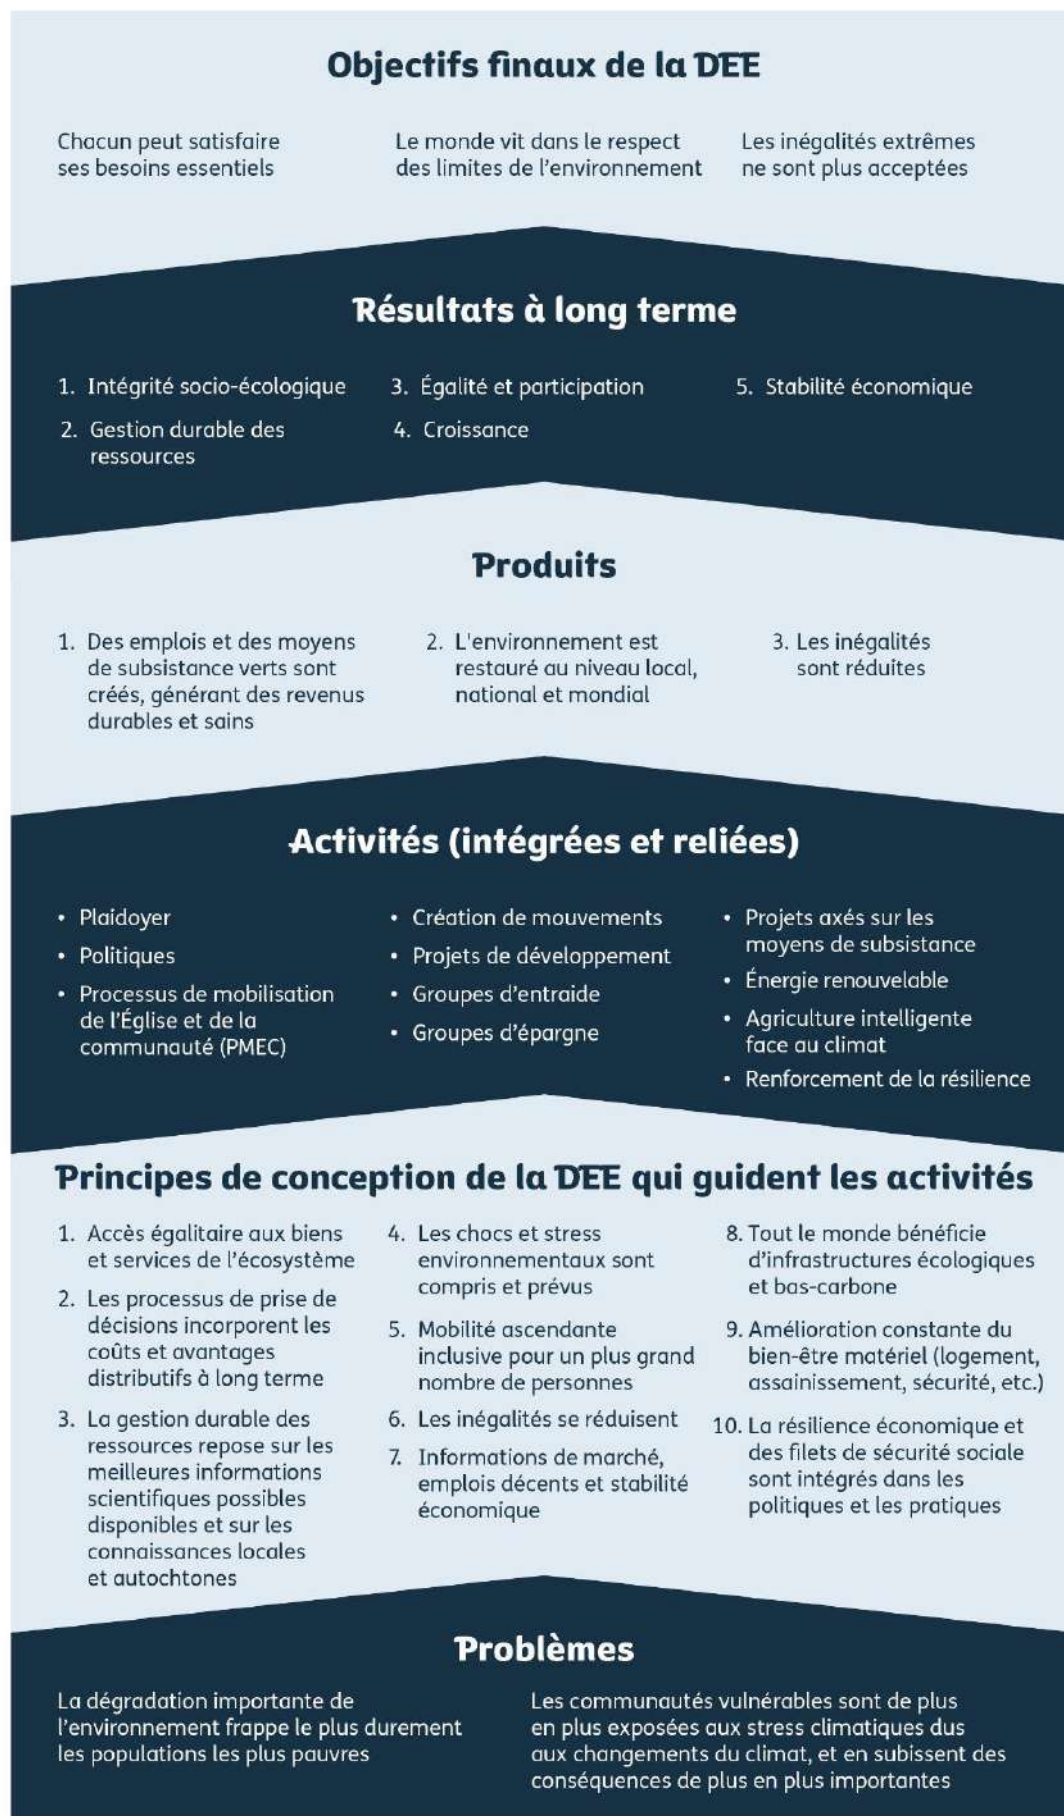 Objectifs finaux de la DEE
Chacun peut satisfaire
ses besoins essentiels
Le monde vit dans le respect
des limites de l'environnement
Les inégalités extrêmes
ne sont plus acceptées
Résultats à long terme
1. Intégrité socio-écologique
2. Gestion durable des
ressources
3. Égalité et participation
4. Croissance
5. Stabilité économique
Produits
1. Des emplois et des moyens
de subsistance verts sont
créés, générant des revenus
durables et sains
2. L'environnement est
restauré au niveau local,
national et mondial
3. Les inégalités
sont réduites
Activités (intégrées et reliées)
• Plaidoyer
• Politiques
• Processus de mobilisation
de l'Église et de la
communauté (PMEC)
• Création de mouvements
• Projets de développement
• Groupes d'entraide
• Groupes d'épargne
• Projets axés sur les
moyens de subsistance
• Énergie renouvelable
• Agriculture intelligente
face au climat
• Renforcement de la résilience
Principes de conception de la DEE qui guident les activités
1. Accès égalitaire aux biens
et services de l'écosystème
2. Les processus de prise de
décisions incorporent les
coûts et avantages
distributifs à long terme
3. La gestion durable des
ressources repose sur les
meilleures informations
scientifiques possibles
disponibles et sur les
connaissances locales
et autochtones
4. Les chocs et stress
environnementaux sont
compris et prévus
5. Mobilité ascendante
inclusive pour un plus grand
nombre de personnes
6. Les inégalités se réduisent
7. Informations de marché,
emplois décents et stabilité
économique
8. Tout le monde bénéficie
d'infrastructures écologiques
et bas-carbone
9. Amélioration constante du
bien-être matériel (logement,
assainissement, sécurité, etc.)
10. La résilience économique et
des filets de sécurité sociale
sont intégrés dans les
politiques et les pratiques
Problèmes
La dégradation importante de
l'environnement frappe le plus durement
les populations les plus pauvres
Les communautés vulnérables sont de plus
en plus exposées aux stress climatiques dus
aux changements du climat, et en subissent des
conséquences de plus en plus importantes